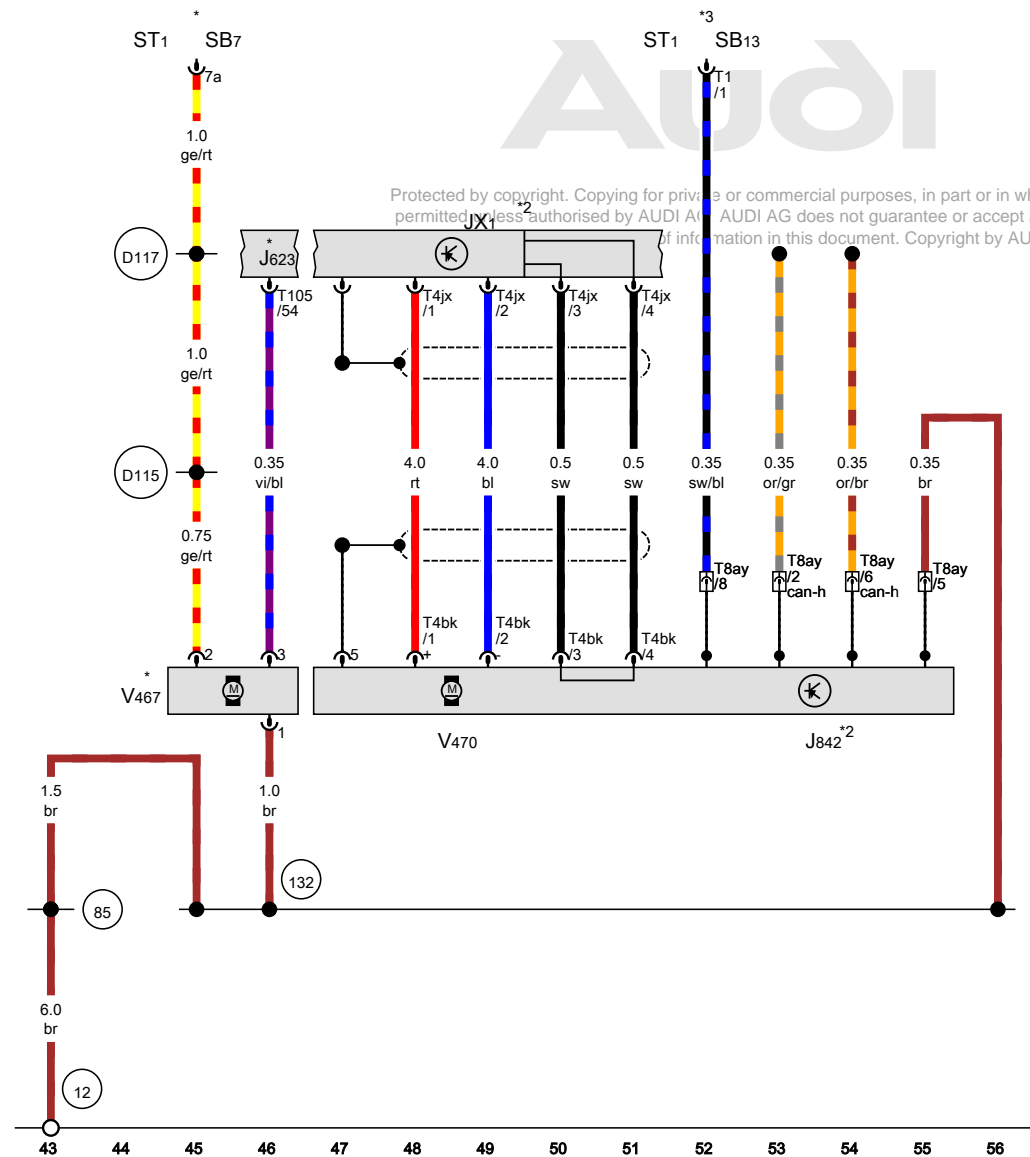 *
ST1 SB7
*3
ST1 SB13
Audi
7a
T1
/1
1.0
ge/rt
Protected by copyright. Copying for private or commercial purposes, in part or in
permitted unless authorised by AUDI AG. AUDI AG does not guarantee or accept
of information in this document. Copyright by
D117
*
J623
JX1 *2
T105
/54
T4jx
/1
T4jx
/2
T4jx
/3
T4jx
/4
1.0
ge/rt
D115
0.35
vi/bl
4.0
rt
4.0
bl
0.5
sw
0.5
sw
0.35
sw/bl
0.35
or/gr
0.35
or/br
0.35
br
0.75
ge/rt
T8ay
/8
T8ay
/2
can-h
T8ay
/6
can-h
T8ay
/5
2
3
5
T4bk
/1
+
T4bk
/2
-
T4bk
/3
T4bk
/4
*
V467
M
M
1
V470
J842 *2
1.5
br
1.0
br
132
85
6.0
br
12
43 44 45 46 47 48 49 50 51 52 53 54 55 56